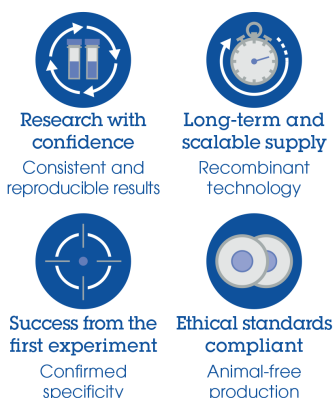 Research with
confidence
Consistent and
reproducible results
Long-term and
scalable supply
Recombinant
technology
Success from the
first experiment
Confirmed
specificity
Ethical standards
compliant
Animal-free
production